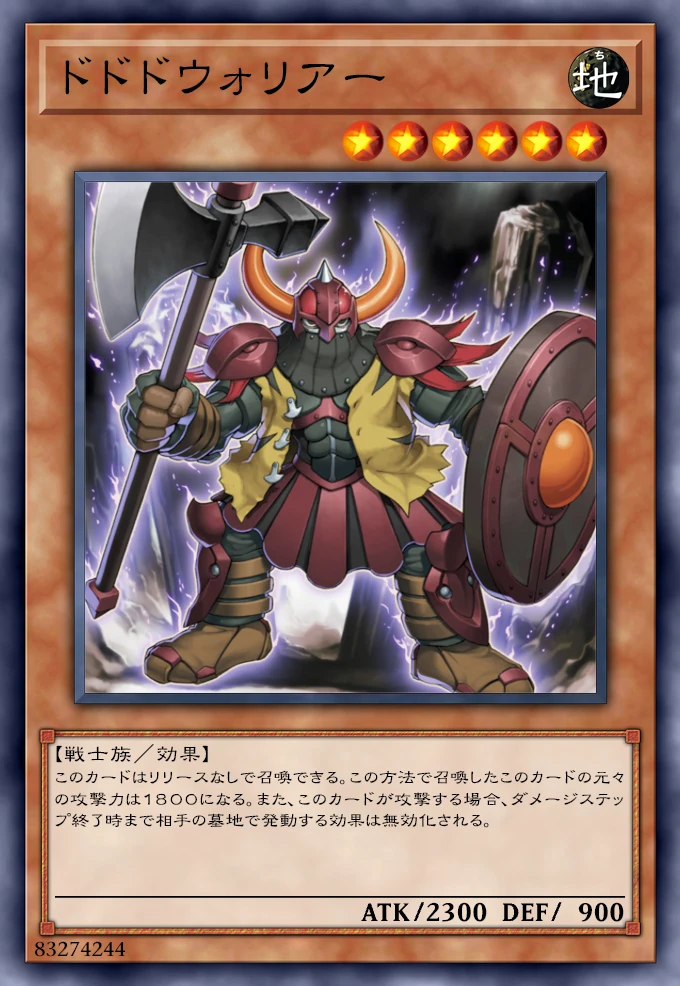 ドドドウォリアー
ち
地
【戦士族／効果】
このカードはリリースなしで召喚できる。この方法で召喚したこのカードの元々
の攻撃力は１８００になる。また、このカードが攻撃する場合、ダメージステッ
プ終了時まで相手の墓地で発動する効果は無効化される。
ATK/2300 DEF/ 900
83274244